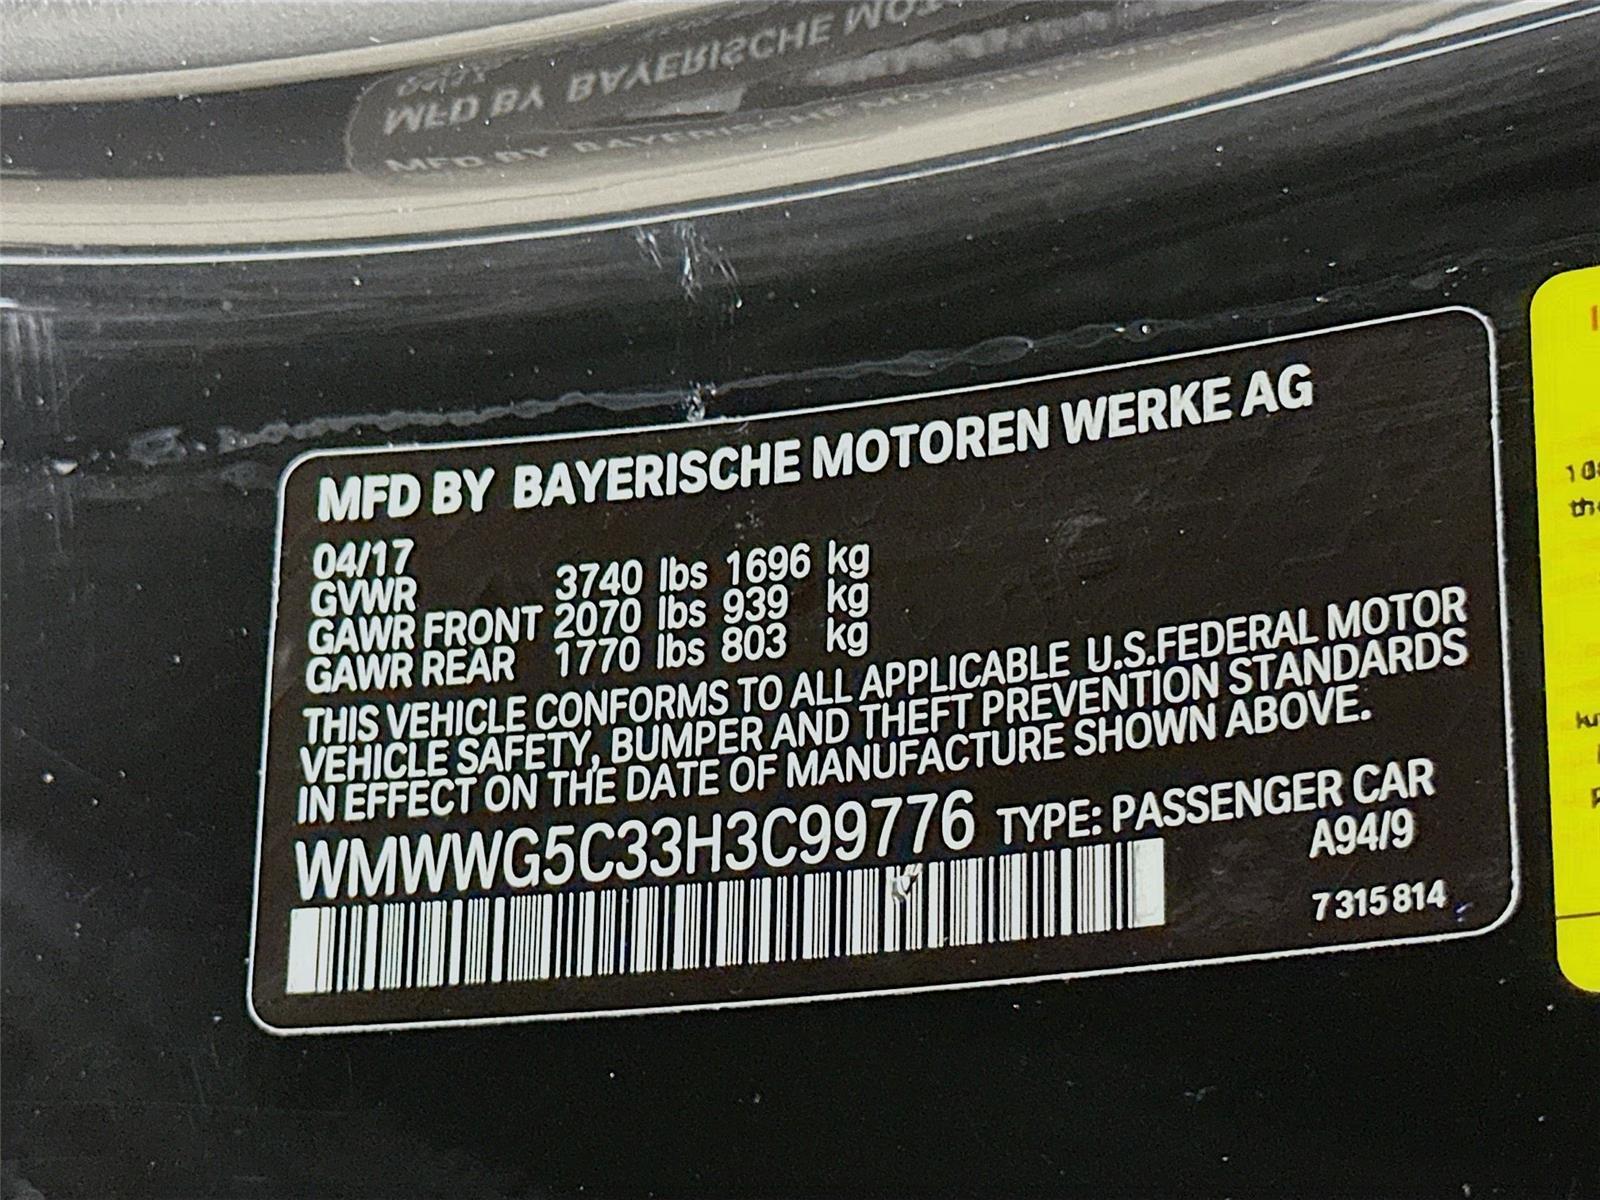 MFD BY BAYERISCHE MOTOREN WERKE AG
04/17
GVWR 3740 lbs 1696 kg
GAWR FRONT 2070 lbs 939 kg
GAWR REAR 1770 lbs 803 kg
THIS VEHICLE CONFORMS TO ALL APPLICABLE U.S.FEDERAL MOTOR
VEHICLE SAFETY, BUMPER AND THEFT PREVENTION STANDARDS
IN EFFECT ON THE DATE OF MANUFACTURE SHOWN ABOVE.
WMWWG5C33H3C99776 TYPE: PASSENGER CAR
A94/9
7 315 814